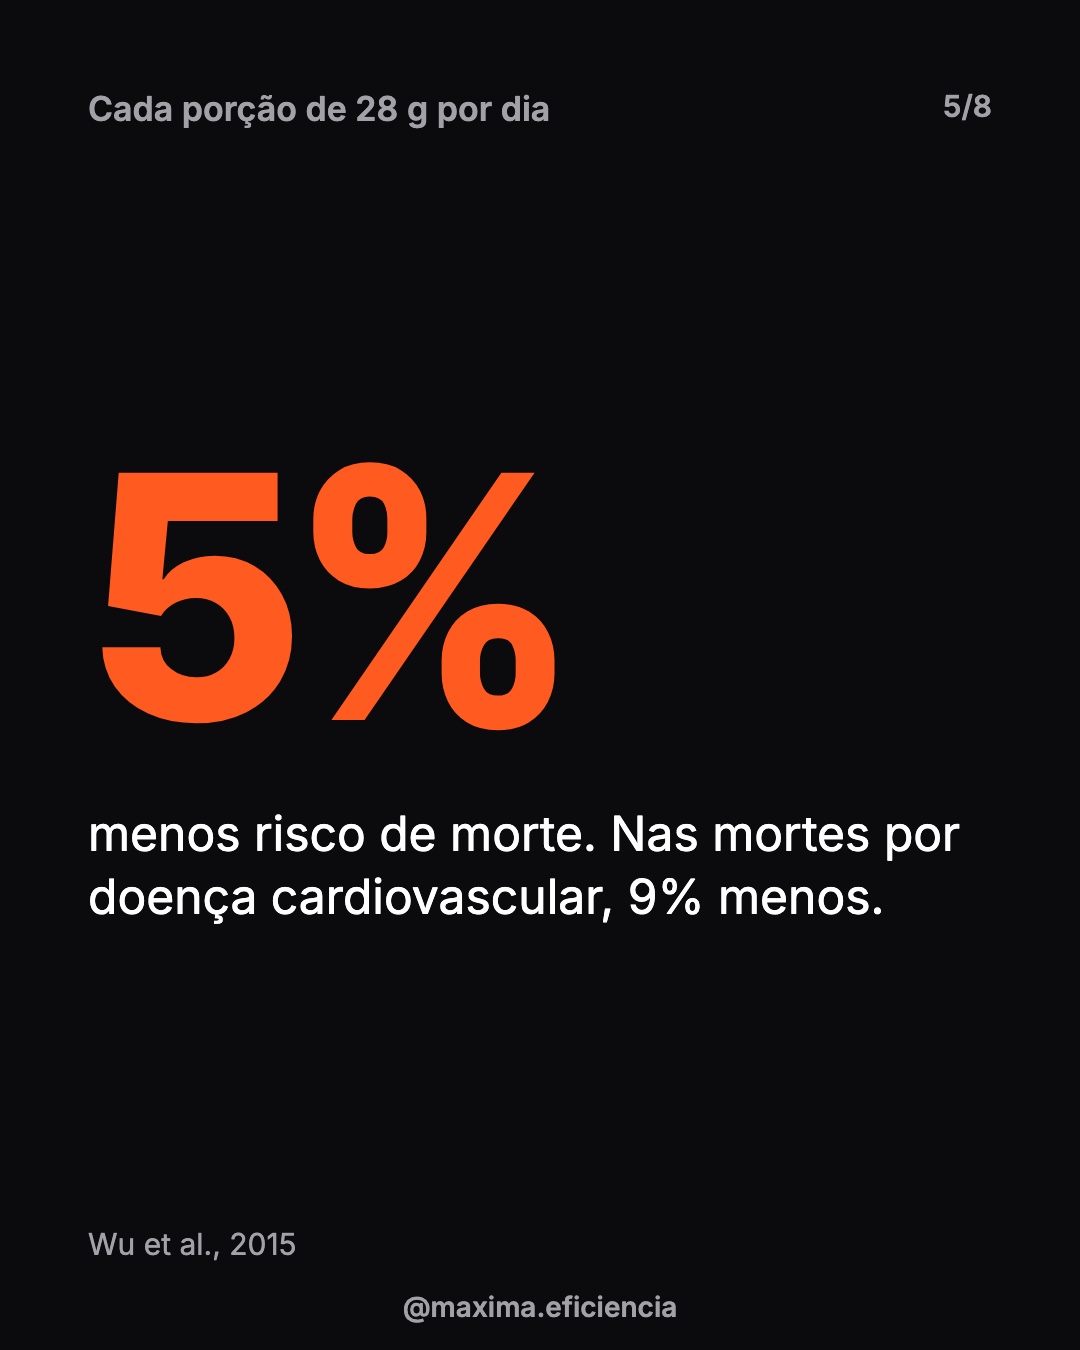 Cada porção de 28 g por dia
5/8
5%
menos risco de morte. Nas mortes por
doença cardiovascular, 9% menos.
Wu et al., 2015
@maxima.eficiencia